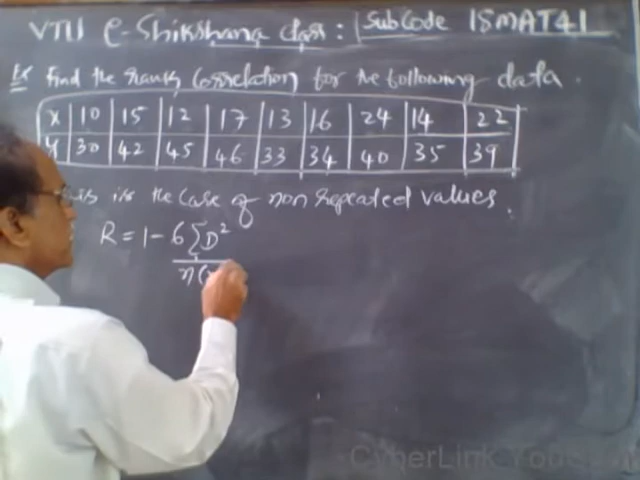 VTU e-Shikshana class: Sub Code 18MAT41
Ex Find the rank Correlation for the following data.
X 10 15 12 17 13 16 24 14 22
y 30 42 45 46 33 34 40 35 39
is is the case of non repeated values.
R = 1 - 6 Σ D²
n(
CyberLink